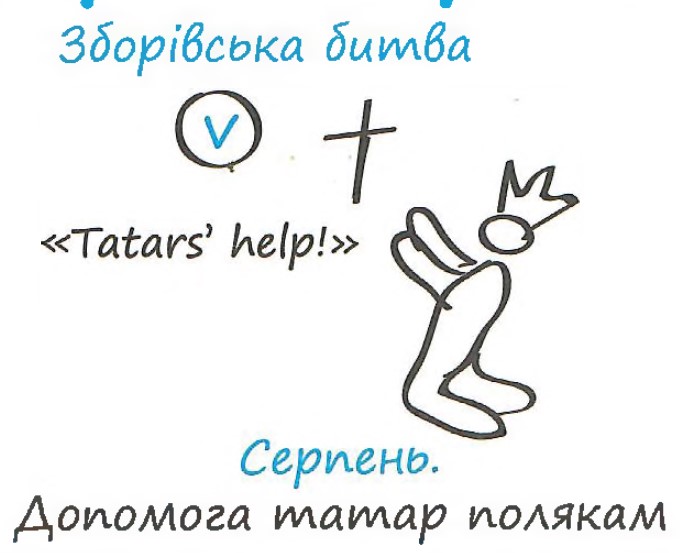 Зборівська битва
V
«Tatars’ help!»
Серпень.
Допомога татар полякам